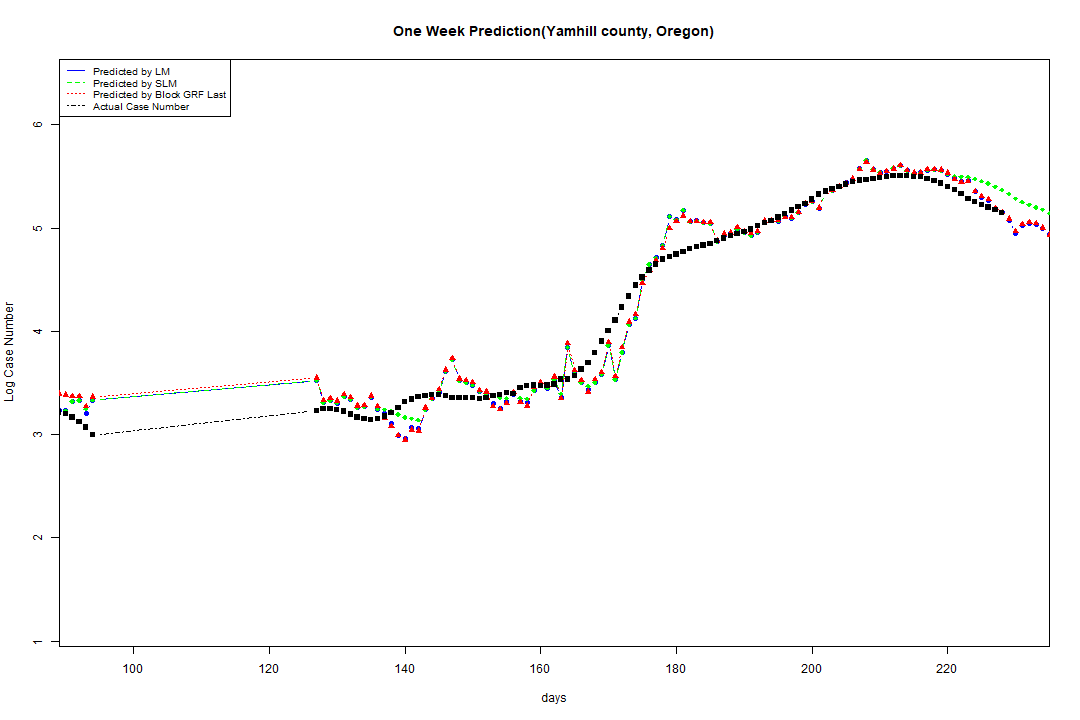 One Week Prediction(Yamhill county, Oregon)
Predicted by LM
Predicted by SLM
Predicted by Block GRF Last
Actual Case Number
6
5
4
3
2
1
Log Case Number
100 120 140 160 180 200 220
days